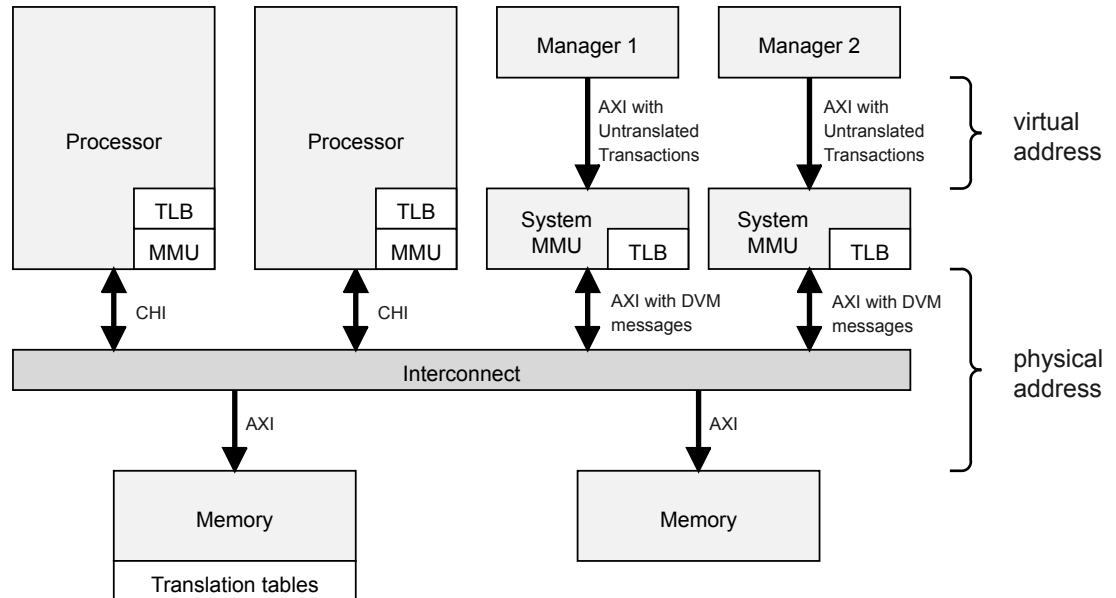 Manager 1
Manager 2
Processor
Processor
AXI with
Untranslated
Transactions
AXI with
Untranslated
Transactions
virtual
address
TLB
MMU
TLB
MMU
System
MMU
TLB
System
MMU
TLB
CHI
CHI
AXI with DVM
messages
AXI with DVM
messages
Interconnect
physical
address
AXI
AXI
Memory
Translation tables
Memory